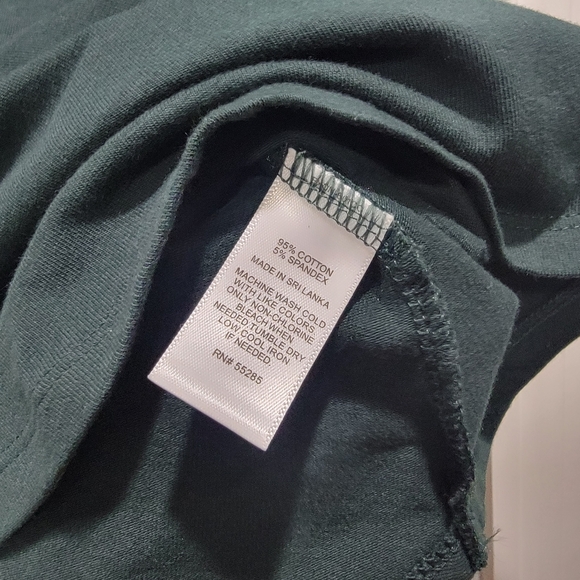 95% COTTON
5% SPANDEX
MADE IN SRI LANKA
MACHINE WASH COLD
WITH LIKE COLORS
ONLY NON-CHLORINE
BLEACH WHEN
NEEDED.TUMBLE DRY
LOW COOL IRON
IF NEEDED.
RN# 55285